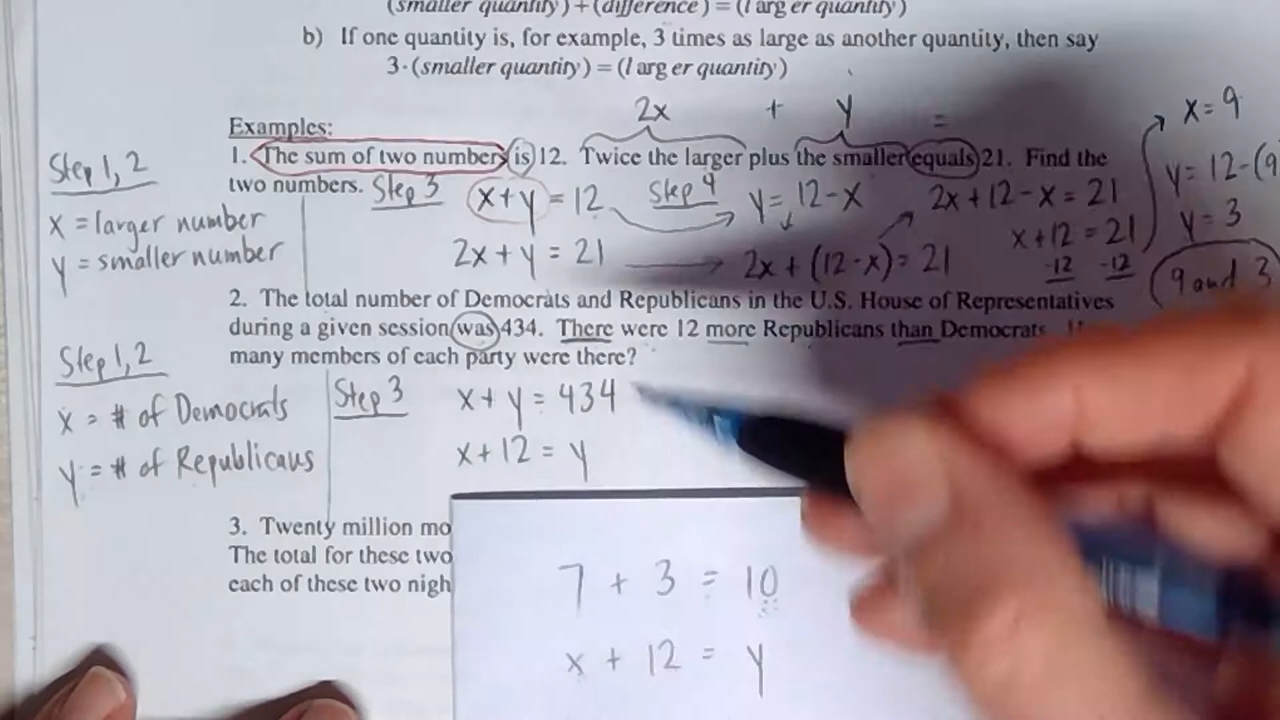 (smaller quantity)+(difference)=(l arg er quantity)
b) If one quantity is, for example, 3 times as large as another quantity, then say
3·(smaller quantity)=(l arg er quantity)
2x + y =
Examples:
1. The sum of two numbers is 12. Twice the larger plus the smaller equals 21. Find the
two numbers.
Step 1, 2
x = larger number
y = smaller number
Step 3
x+y = 12
2x + y = 21
Step 4
y = 12-x
2x + (12-x) = 21
2x+12-x = 21
x+12 = 21
-12 -12
x = 9
y = 12-(9
y = 3
9 and 3
2. The total number of Democrats and Republicans in the U.S. House of Representatives
during a given session was 434. There were 12 more Republicans than Democrats.
many members of each party were there?
Step 1,2
x = # of Democrats
y = # of Republicans
Step 3
x+y = 434
x+12 = y
3. Twenty million mo
The total for these two
each of these two nigh
7 + 3 = 10
x + 12 = y